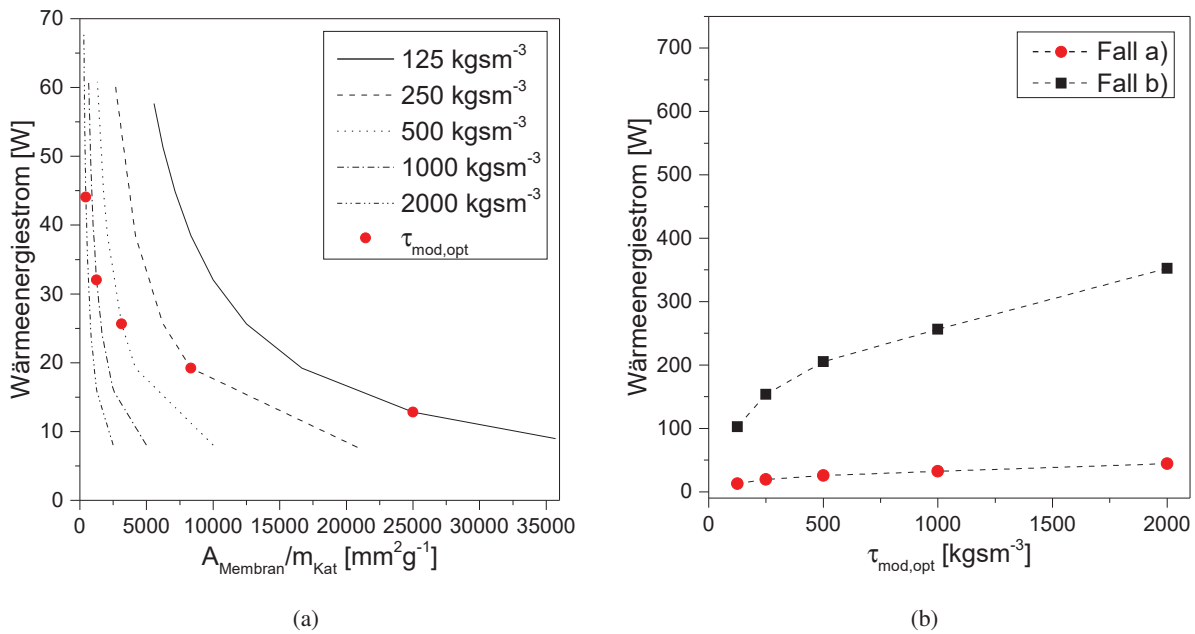 70
60
50
40
30
20
10
0
Wärmeenergiestrom [W]
125 kgsm⁻³
250 kgsm⁻³
500 kgsm⁻³
1000 kgsm⁻³
2000 kgsm⁻³
τmod,opt
0 5000 10000 15000 20000 25000 30000 35000
AMembran/mKat [mm²g⁻¹]
(a)
700
600
500
400
300
200
100
0
Wärmeenergiestrom [W]
Fall a)
Fall b)
0 500 1000 1500 2000
τmod,opt [kgsm⁻³]
(b)